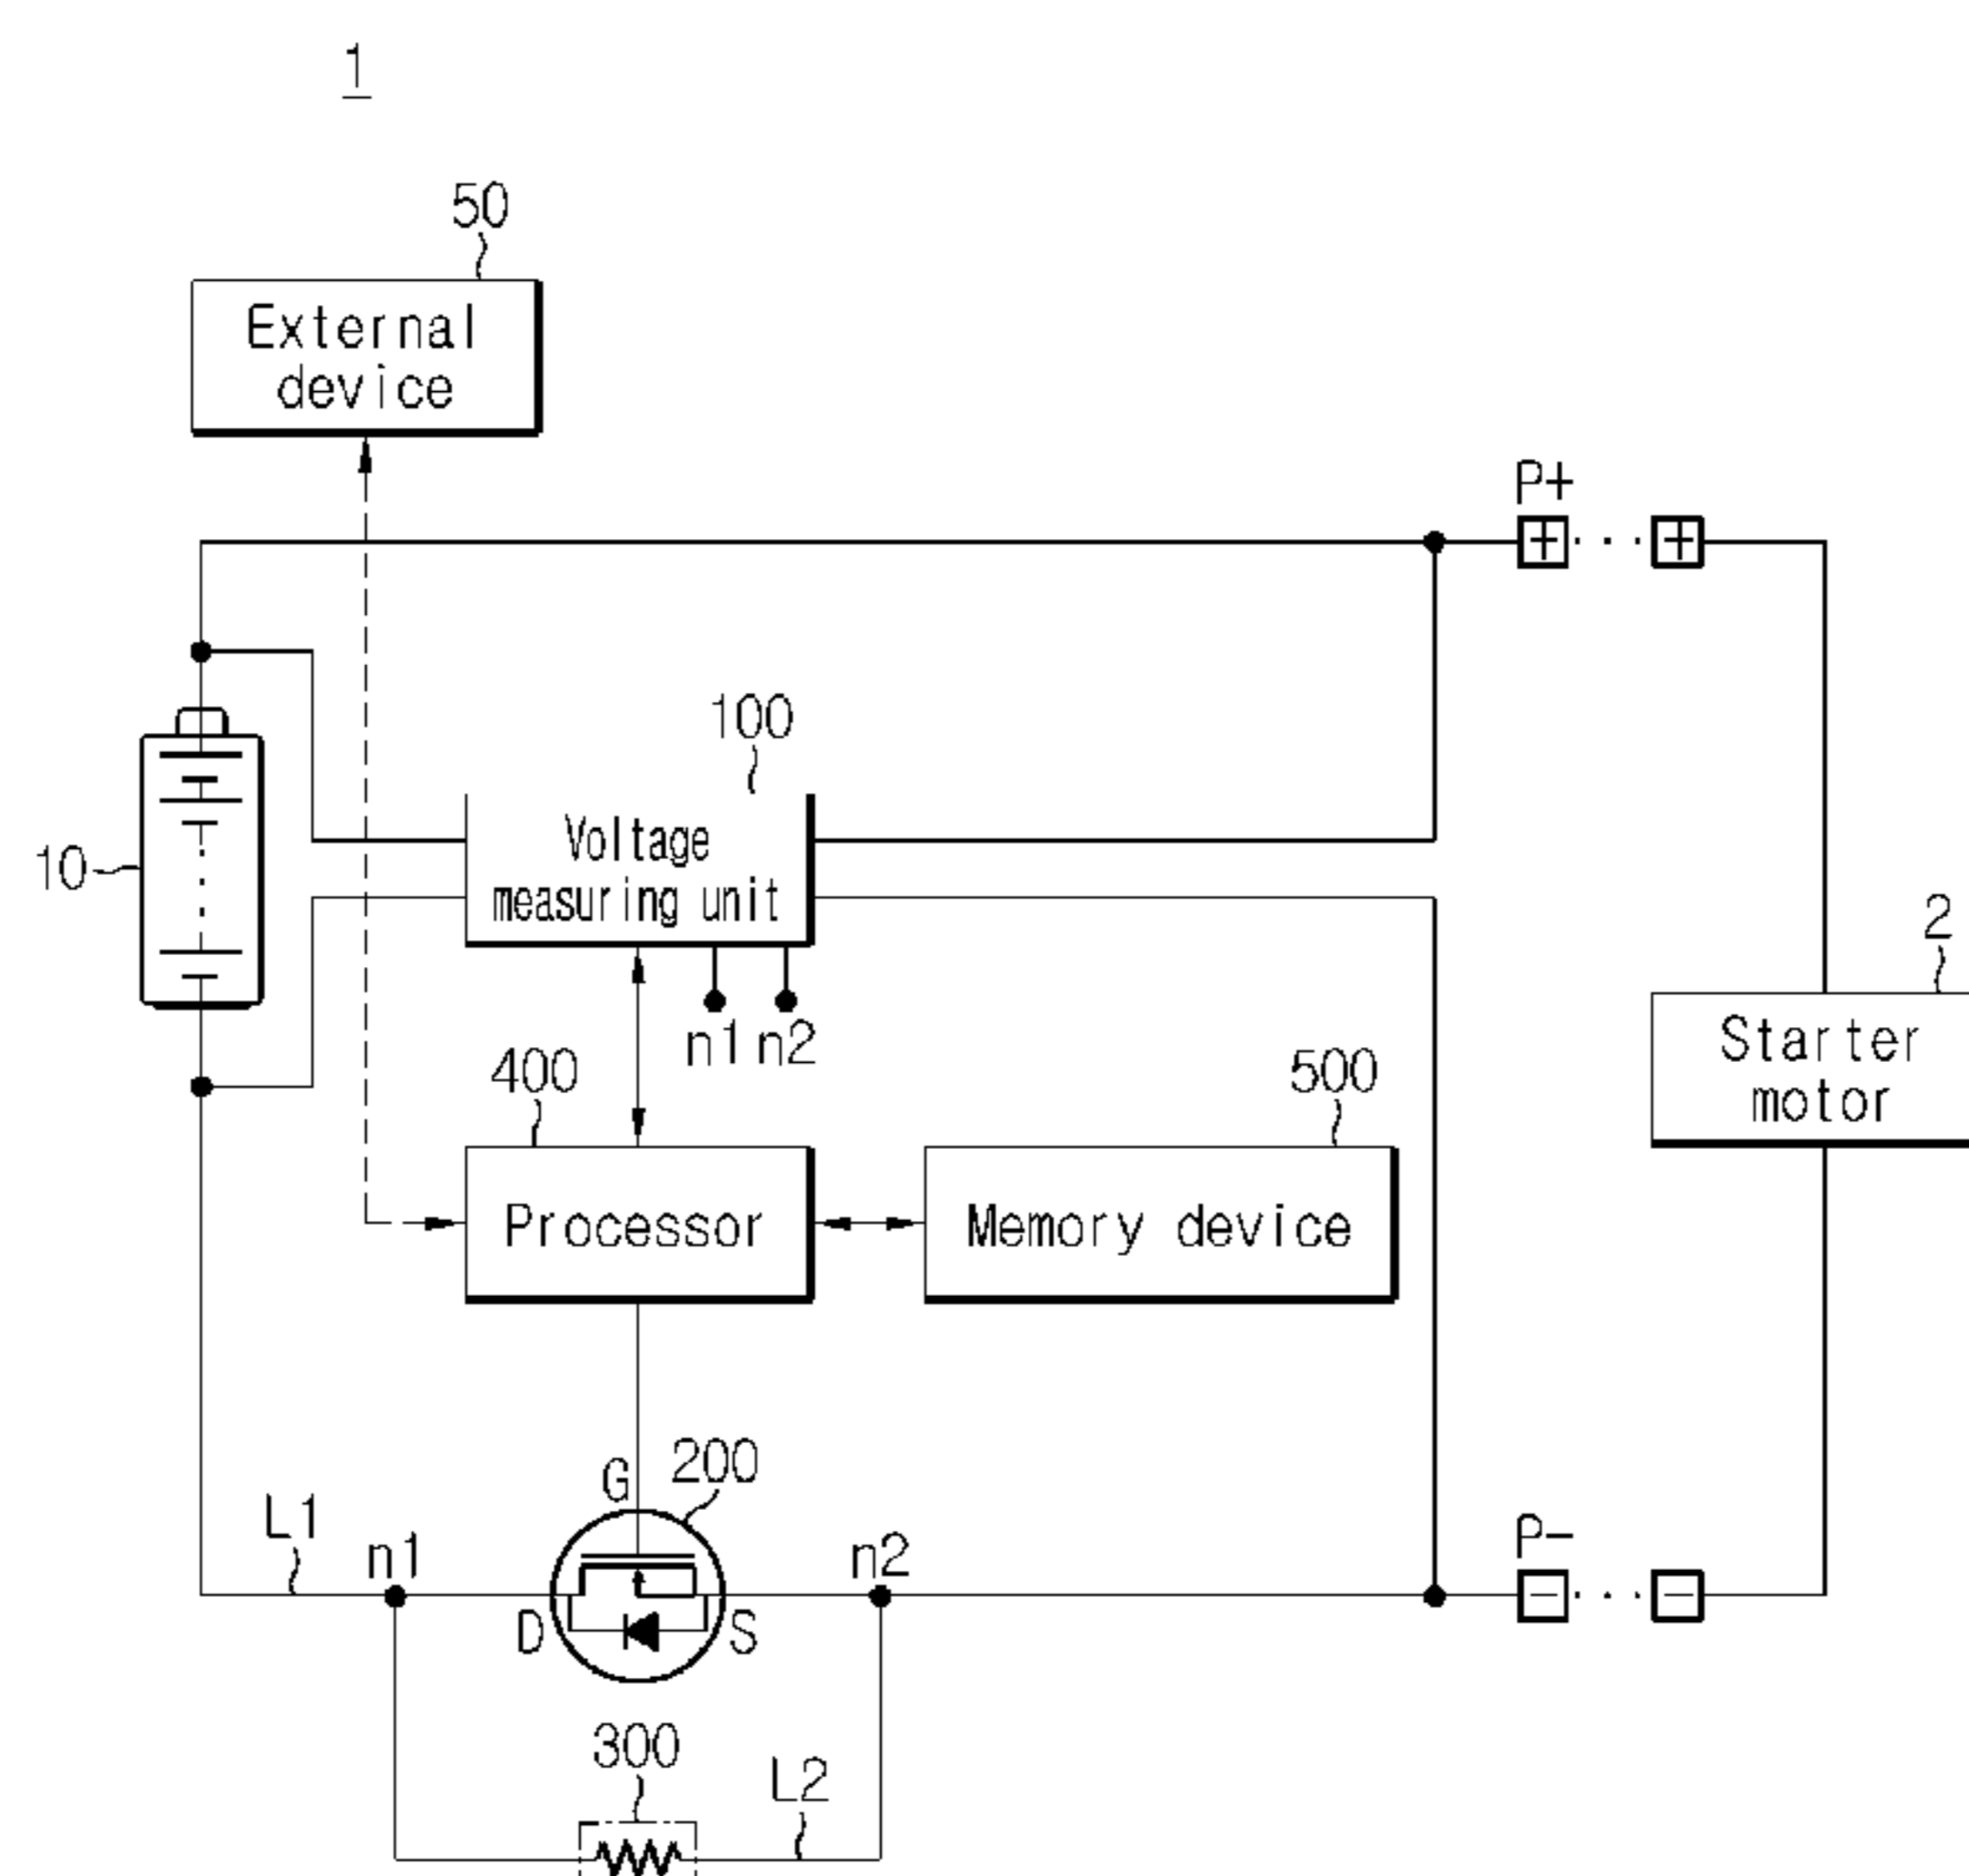 1
50
External
device
P+
+ · · · +
100
Voltage
measuring unit
10
n1 n2
2
Starter
motor
400
500
Processor
Memory device
G
200
L1
n1
n2
P-
D
S
- · · · -
300
L2